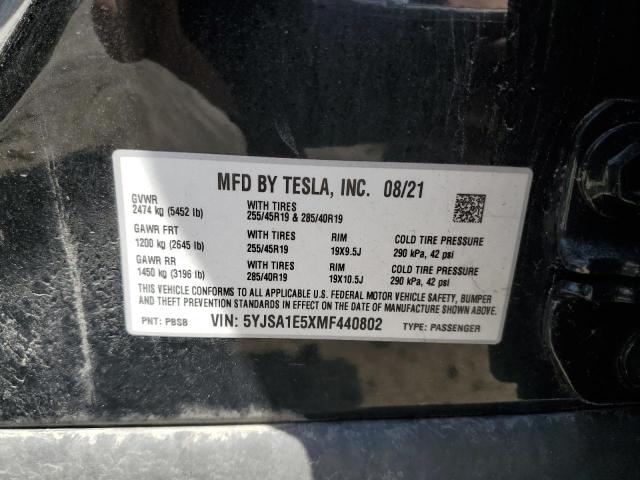 MFD BY TESLA, INC. 08/21
GVWR
2474 kg (5452 lb)
WITH TIRES
255/45R19 & 285/40R19
GAWR FRT
1200 kg (2645 lb)
WITH TIRES
255/45R19
RIM
19X9.5J
COLD TIRE PRESSURE
290 kPa, 42 psi
GAWR RR
1450 kg (3196 lb)
WITH TIRES
285/40R19
RIM
19X10.5J
COLD TIRE PRESSURE
290 kPa, 42 psi
THIS VEHICLE CONFORMS TO ALL APPLICABLE U.S. FEDERAL MOTOR VEHICLE SAFETY, BUMPER
AND THEFT PREVENTION STANDARDS IN EFFECT ON THE DATE OF MANUFACTURE SHOWN ABOVE.
PNT: PBSB VIN: 5YJSA1E5XMF440802 TYPE: PASSENGER